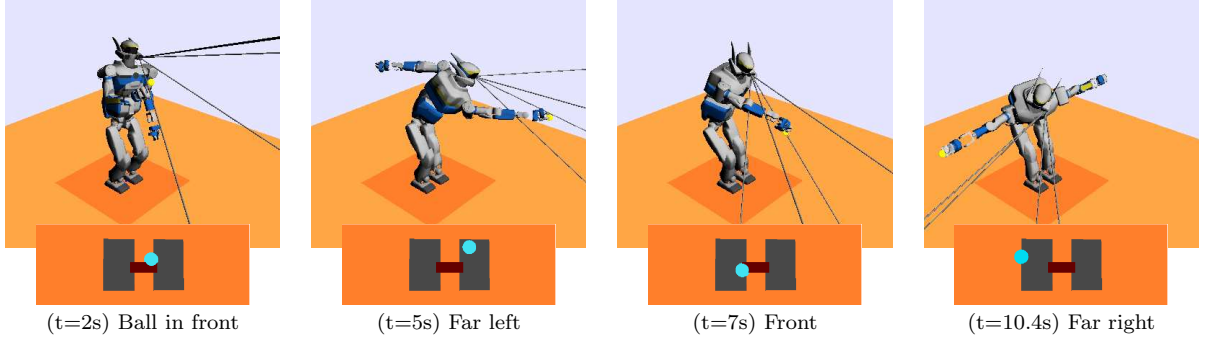 (t=2s) Ball in front
(t=5s) Far left
(t=7s) Front
(t=10.4s) Far right